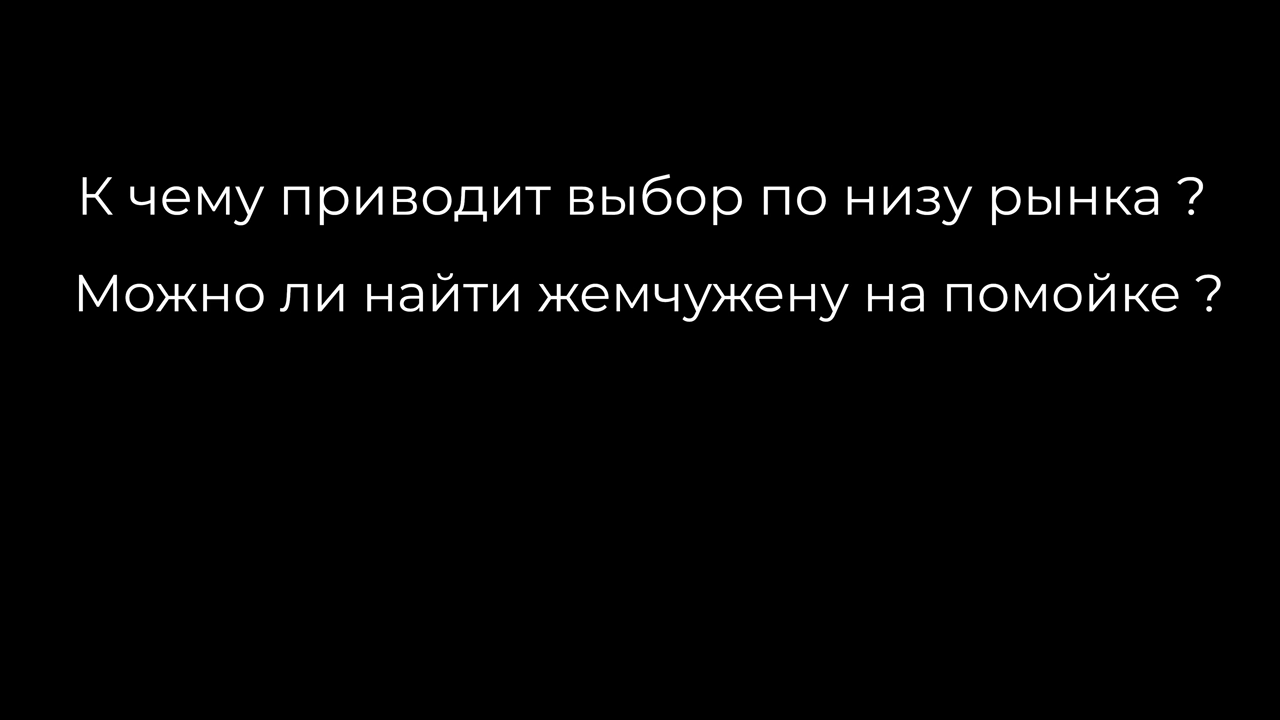 К чему приводит выбор по низу рынка ?
Можно ли найти жемчужену на помойке ?